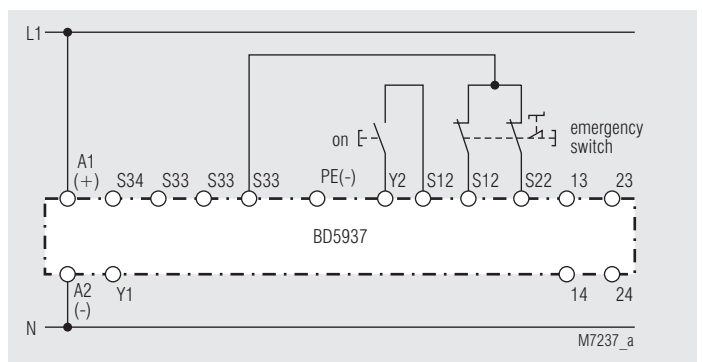 L1
on
emergency
switch
A1
(+)
S34
S33
S33
S33
PE(-)
Y2
S12
S12
S22
13
23
BD5937
A2
(-)
Y1
14
24
N
M7237_a